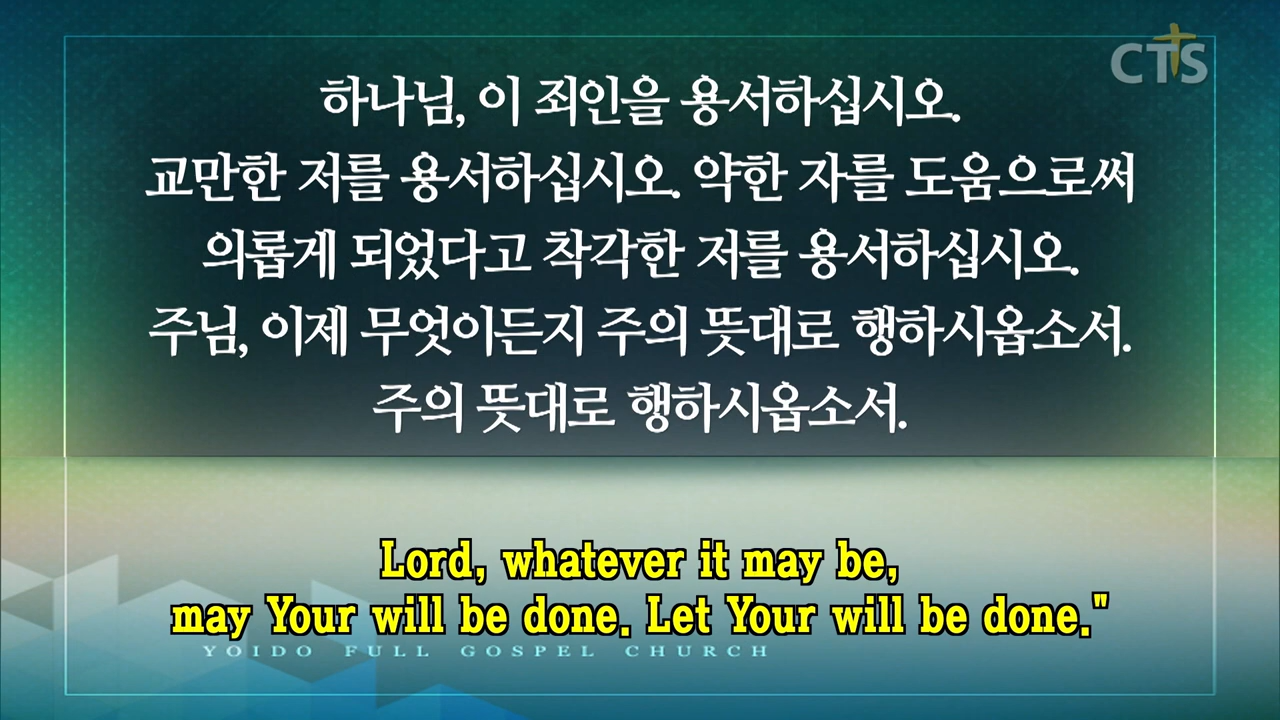 CTS
하나님, 이 죄인을 용서하십시오.
교만한 저를 용서하십시오. 약한 자를 도움으로써
의롭게 되었다고 착각한 저를 용서하십시오.
주님, 이제 무엇이든지 주의 뜻대로 행하시옵소서.
주의 뜻대로 행하시옵소서.
Lord, whatever it may be,
may Your will be done. Let Your will be done."
YOIDO FULL GOSPEL CHURCH